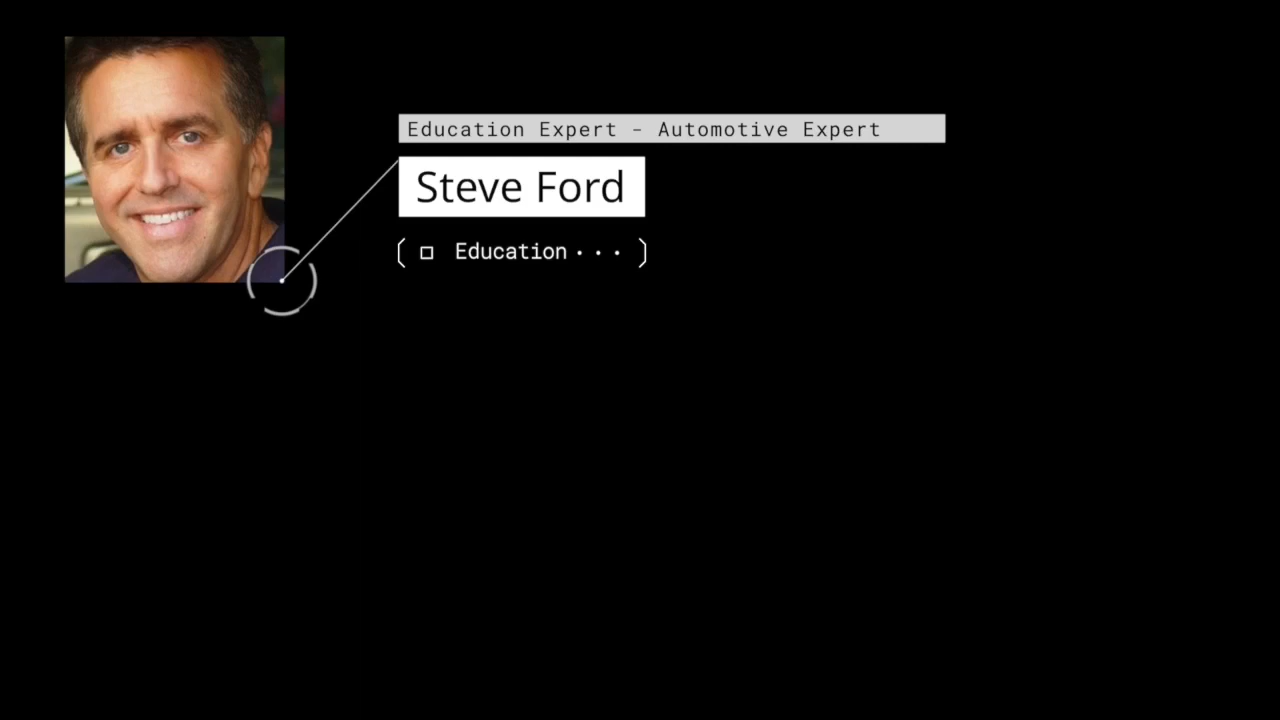 Education Expert - Automotive Expert
Steve Ford
( □ Education··· )